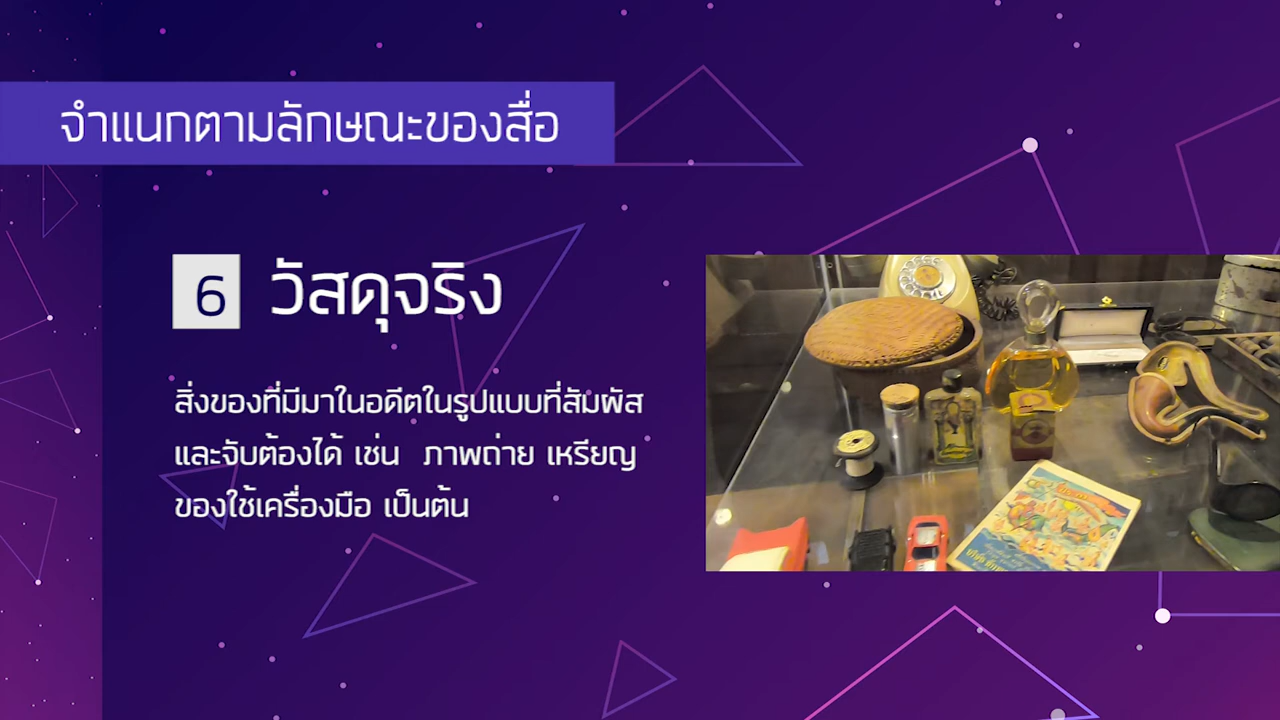 จำแนกตามลักษณะของสื่อ
6 วัสดุจริง
สิ่งของที่มีมาในอดีตในรูปแบบที่สัมผัส
และจับต้องได้ เช่น ภาพถ่าย เหรียญ
ของใช้เครื่องมือ เป็นต้น